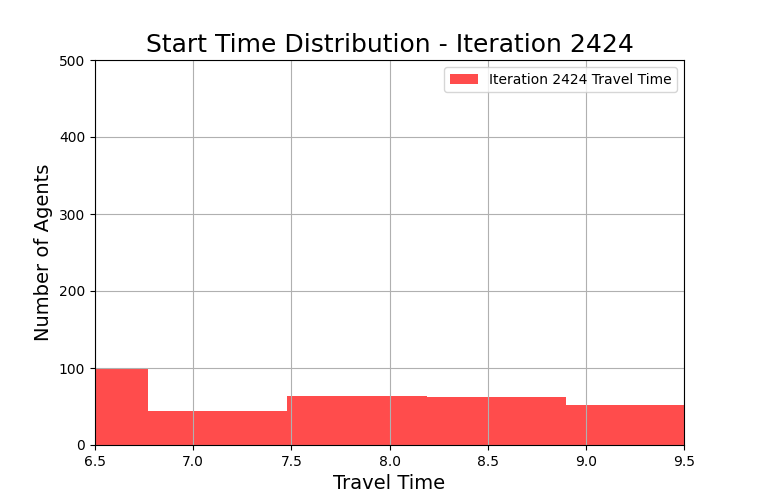 Start Time Distribution - Iteration 2424
Iteration 2424 Travel Time
Number of Agents
500
400
300
200
100
0
6.5 7.0 7.5 8.0 8.5 9.0 9.5
Travel Time